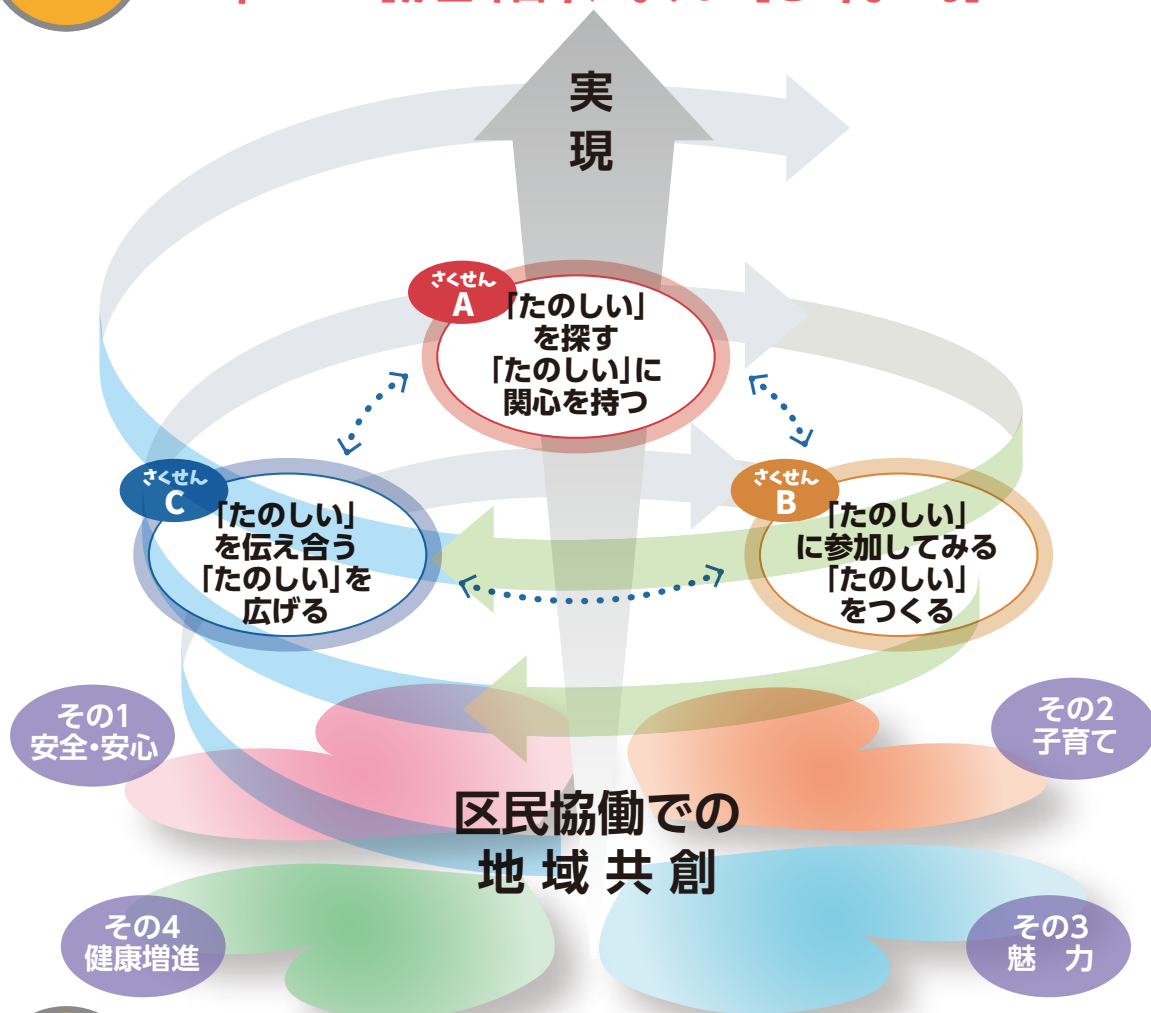 実
現
さくせん
A
「たのしい」
を探す
「たのしい」に
関心を持つ
さくせん
C
「たのしい」
を伝え合う
「たのしい」を
広げる
さくせん
B
「たのしい」
に参加してみる
「たのしい」
をつくる
その1
安全・安心
その2
子育て
区民協働での
地域共創
その4
健康増進
その3
魅　力